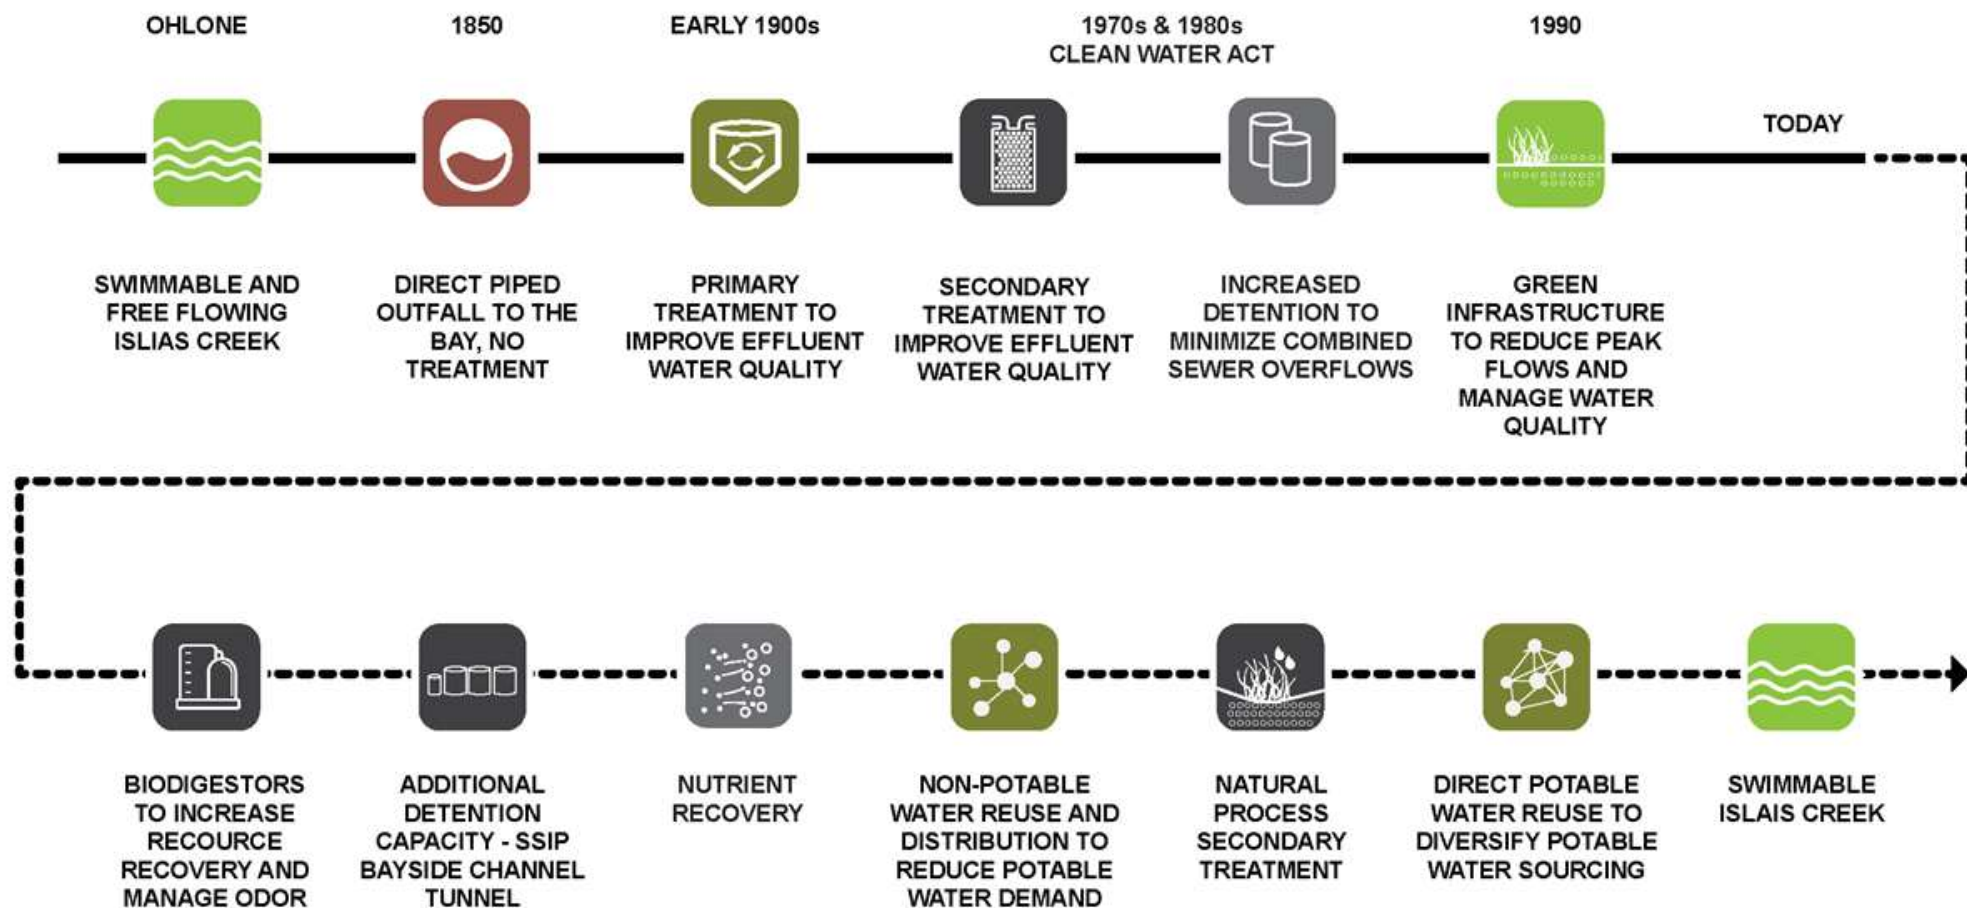 OHLONE
1850
EARLY 1900s
1970s & 1980s
CLEAN WATER ACT
1990
TODAY
SWIMMABLE AND
FREE FLOWING
ISLIAS CREEK
DIRECT PIPED
OUTFALL TO THE
BAY, NO
TREATMENT
PRIMARY
TREATMENT TO
IMPROVE EFFLUENT
WATER QUALITY
SECONDARY
TREATMENT TO
IMPROVE EFFLUENT
WATER QUALITY
INCREASED
DETENTION TO
MINIMIZE COMBINED
SEWER OVERFLOWS
GREEN
INFRASTRUCTURE
TO REDUCE PEAK
FLOWS AND
MANAGE WATER
QUALITY
BIODIGESTORS
TO INCREASE
RECOURCE
RECOVERY AND
MANAGE ODOR
ADDITIONAL
DETENTION
CAPACITY - SSIP
BAYSIDE CHANNEL
TUNNEL
NUTRIENT
RECOVERY
NON-POTABLE
WATER REUSE AND
DISTRIBUTION TO
REDUCE POTABLE
WATER DEMAND
NATURAL
PROCESS
SECONDARY
TREATMENT
DIRECT POTABLE
WATER REUSE TO
DIVERSIFY POTABLE
WATER SOURCING
SWIMMABLE
ISLAIS CREEK